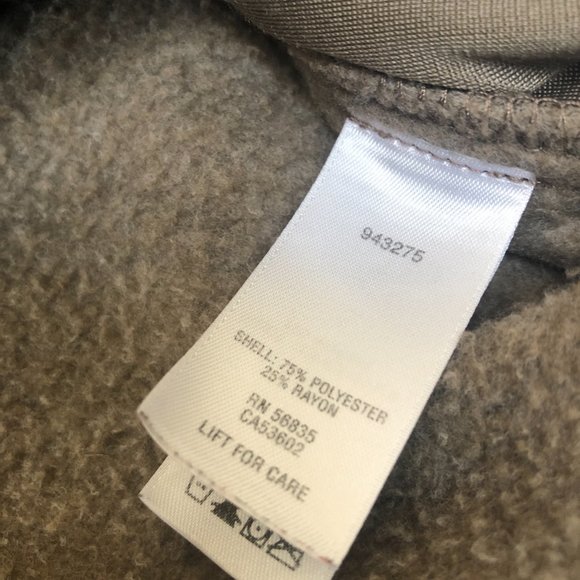 943275
SHELL: 75% POLYESTER
25% RAYON
RN 56835
CA53602
LIFT FOR CARE